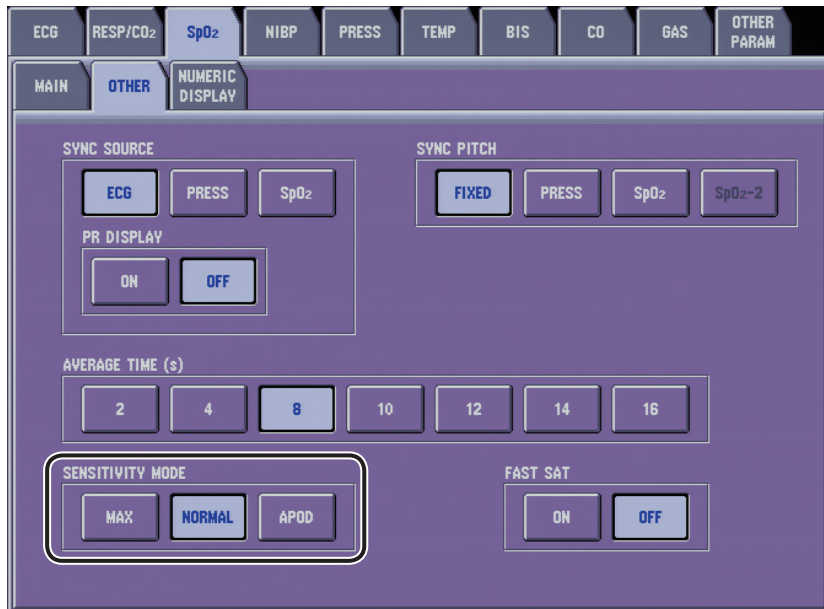 ECG RESP/CO2 SpO2 NIBP PRESS TEMP BIS CO GAS OTHER PARAM
MAIN OTHER NUMERIC DISPLAY
SYNC SOURCE SYNC PITCH
ECG PRESS SpO2 FIXED PRESS SpO2 SpO2-2
PR DISPLAY
ON OFF
AVERAGE TIME (s)
2 4 8 10 12 14 16
SENSITIVITY MODE FAST SAT
MAX NORMAL APOD ON OFF